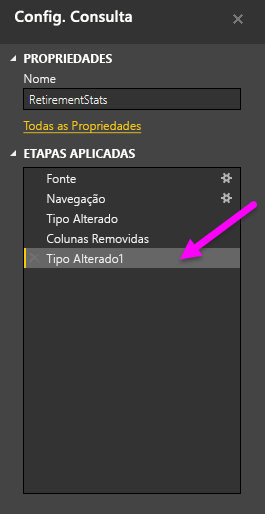 Config. Consulta
PROPRIEDADES
Nome
RetirementStats
Todas as Propriedades
ETAPAS APLICADAS
Fonte
Navegação
Tipo Alterado
Colunas Removidas
Tipo Alterado1